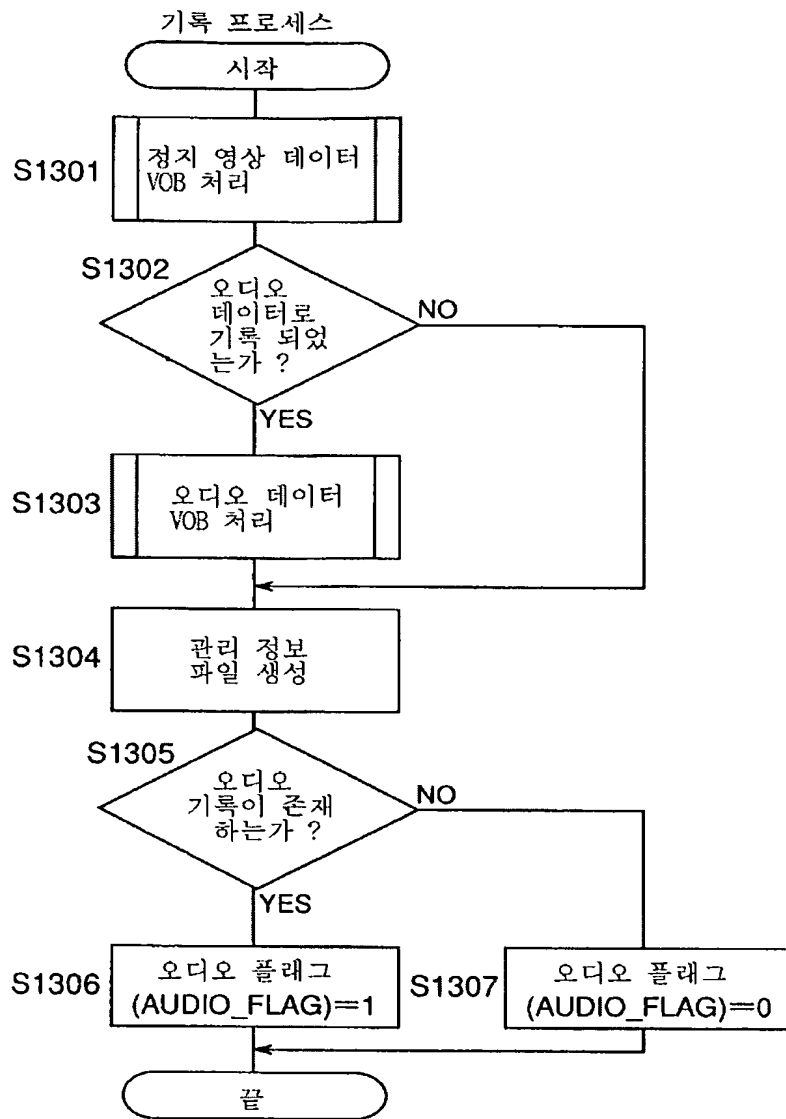 기록 프로세스
시작
S1301
정지 영상 데이터
VOB 처리
S1302
오디오
데이터로
기록 되었
는가 ?
NO
YES
S1303
오디오 데이터
VOB 처리
S1304
관리 정보
파일 생성
S1305
오디오
기록이 존재
하는가 ?
NO
YES
S1306
오디오 플래그
(AUDIO_FLAG)=1
S1307
오디오 플래그
(AUDIO_FLAG)=0
끝